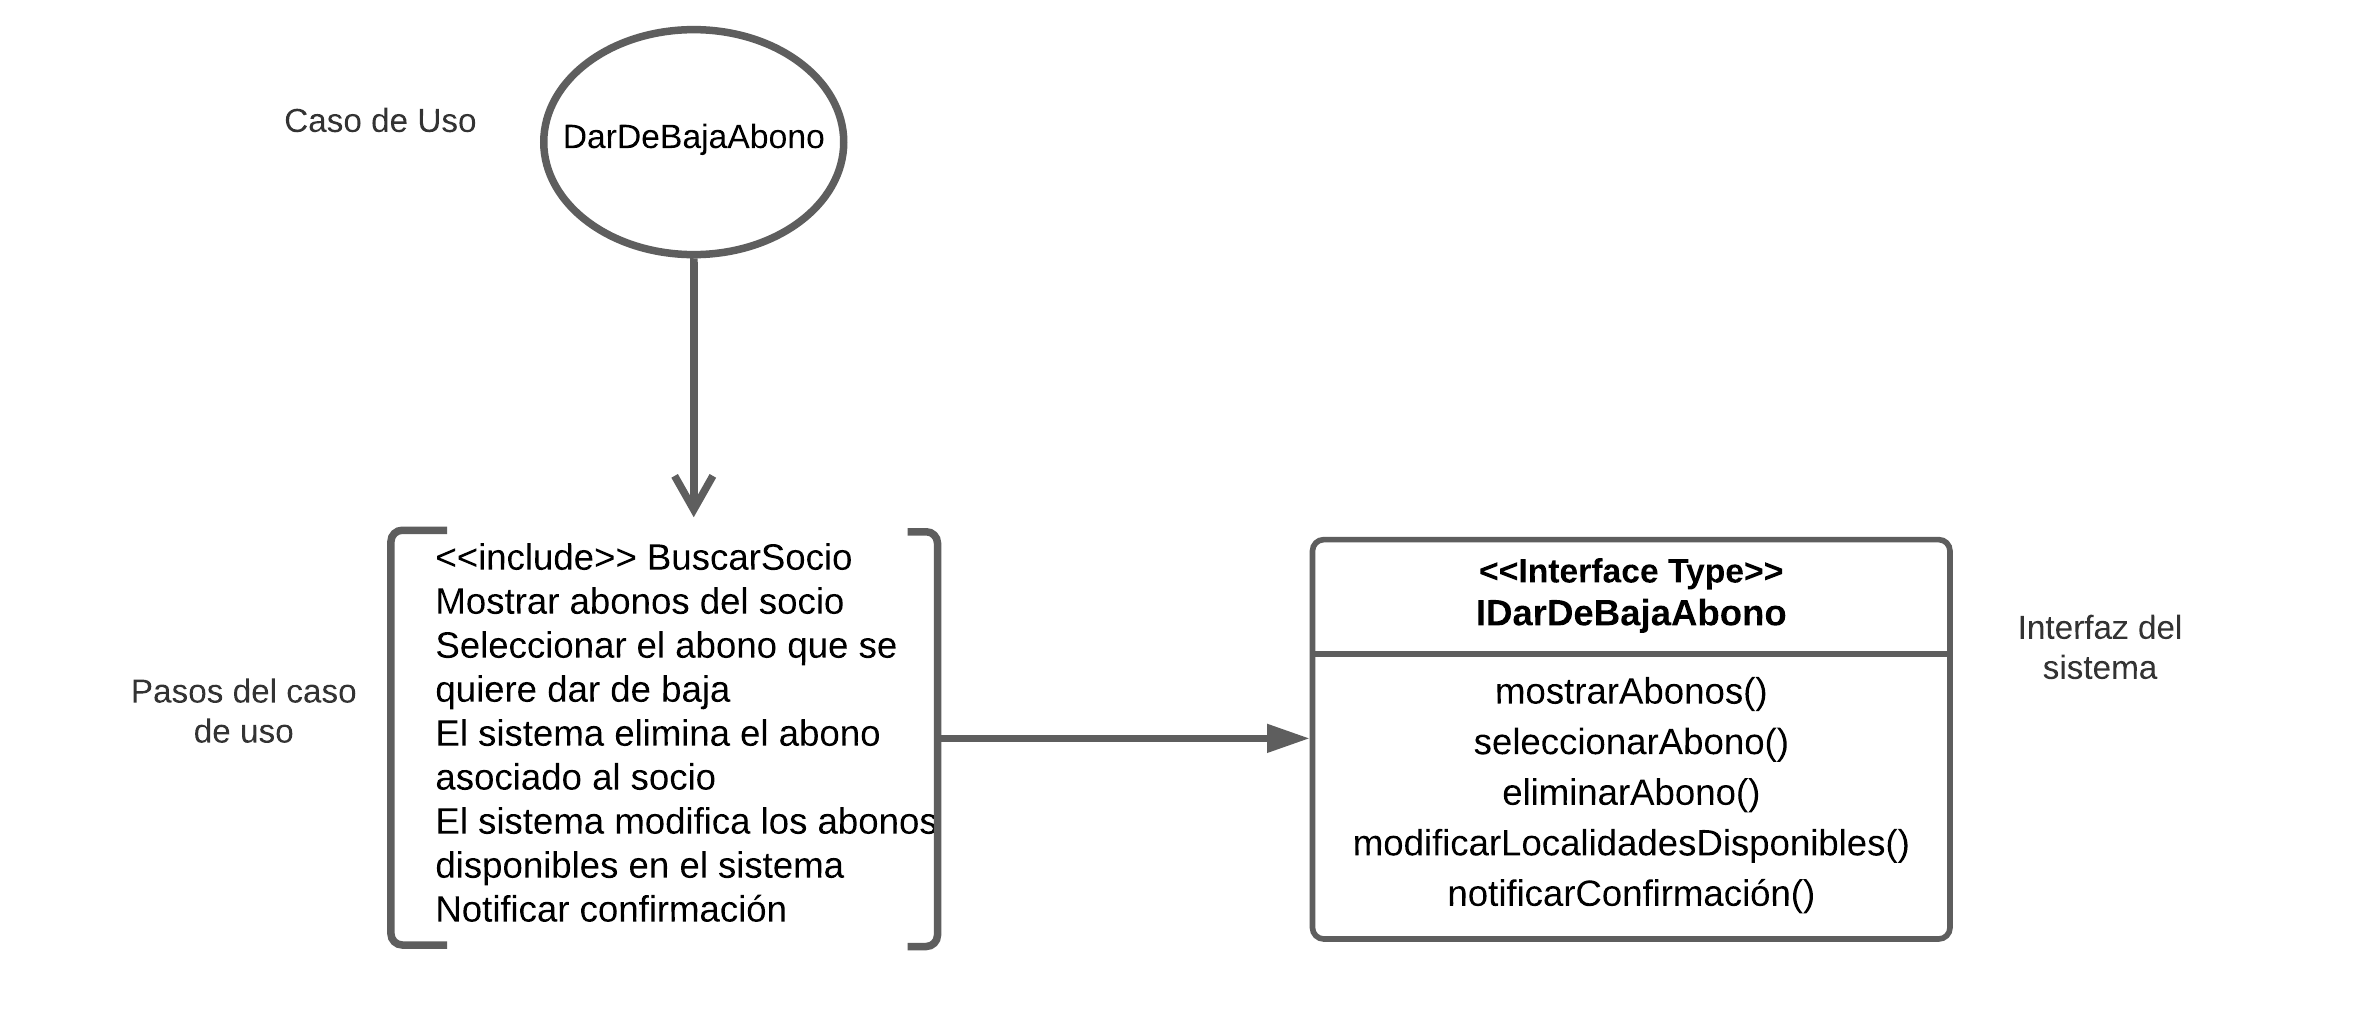 Caso de Uso
DarDeBajaAbono
Pasos del caso
de uso
<<include>> BuscarSocio
Mostrar abonos del socio
Seleccionar el abono que se
quiere dar de baja
El sistema elimina el abono
asociado al socio
El sistema modifica los abonos
disponibles en el sistema
Notificar confirmación
<<Interface Type>>
IDarDeBajaAbono
mostrarAbonos()
seleccionarAbono()
eliminarAbono()
modificarLocalidadesDisponibles()
notificarConfirmación()
Interfaz del
sistema